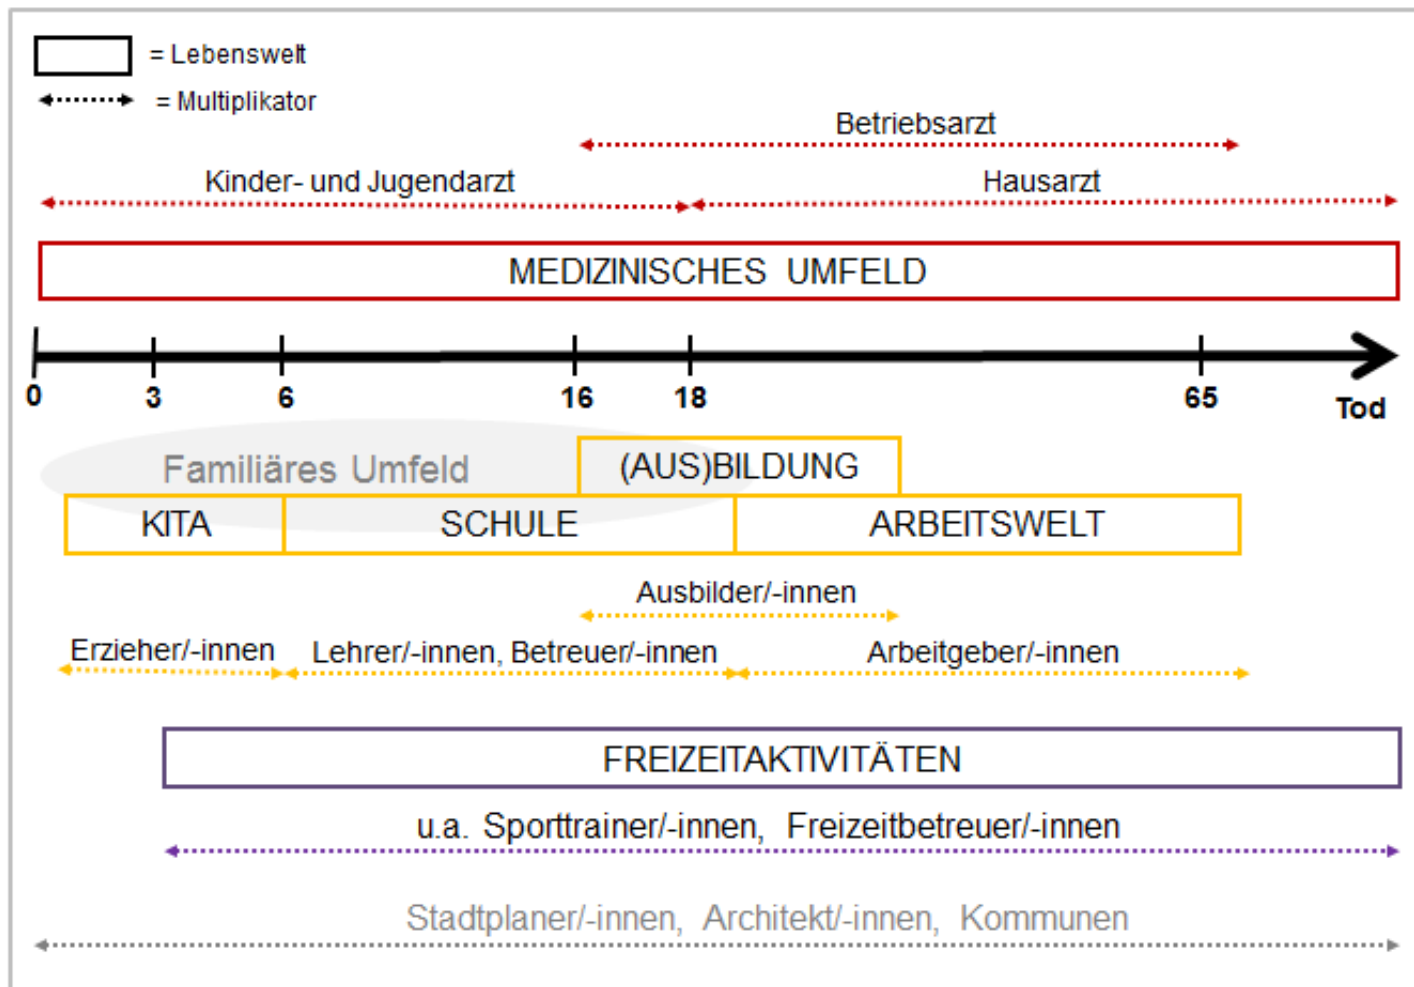 = Lebenswelt
= Multiplikator
Betriebsarzt
Kinder- und Jugendarzt
Hausarzt
MEDIZINISCHES UMFELD
0 3 6 16 18 65 Tod
Familiäres Umfeld
(AUS)BILDUNG
KITA
SCHULE
ARBEITSWELT
Ausbilder/-innen
Erzieher/-innen
Lehrer/-innen, Betreuer/-innen
Arbeitgeber/-innen
FREIZEITAKTIVITÄTEN
u.a. Sporttrainer/-innen, Freizeitbetreuer/-innen
Stadtplaner/-innen, Architekt/-innen, Kommunen